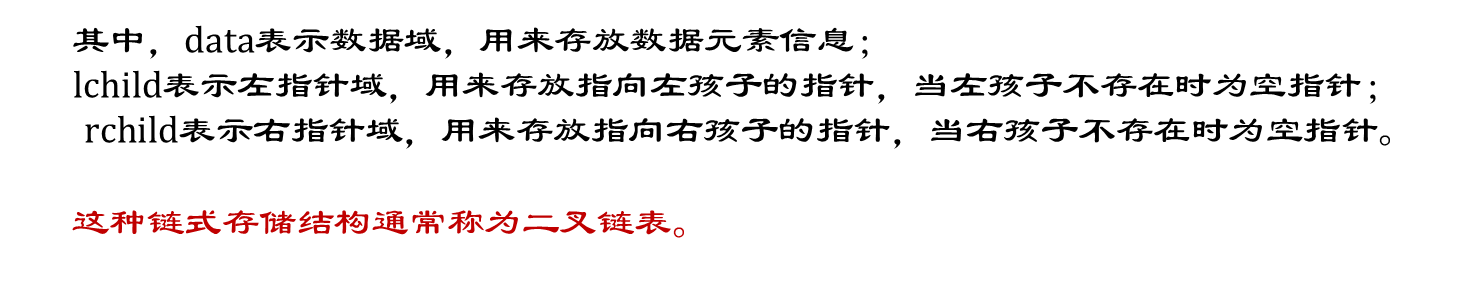 其中，data表示数据域，用来存放数据元素信息；
lchild表示左指针域，用来存放指向左孩子的指针，当左孩子不存在时为空指针；
rchild表示右指针域，用来存放指向右孩子的指针，当右孩子不存在时为空指针。
这种链式存储结构通常称为二叉链表。